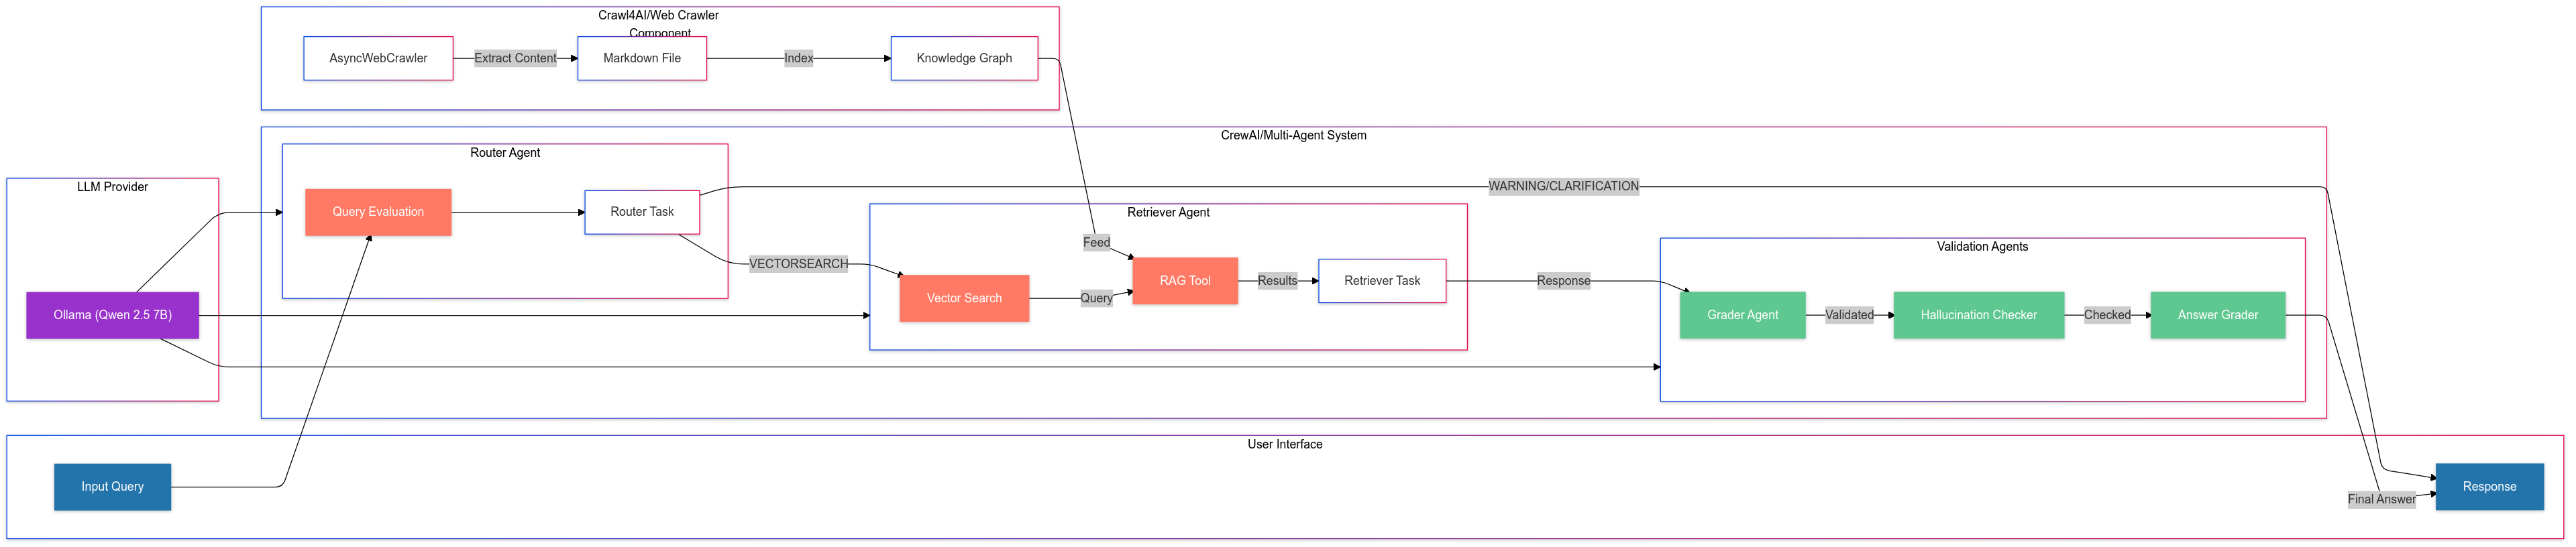 Crawl4AI/Web Crawler
Component
AsyncWebCrawler
Extract Content
Markdown File
Index
Knowledge Graph
CrewAI/Multi-Agent System
Router Agent
LLM Provider
WARNING/CLARIFICATION
Query Evaluation
Router Task
Retriever Agent
Feed
Validation Agents
VECTORSEARCH
RAG Tool
Results
Retriever Task
Response
Vector Search
Query
Ollama (Qwen 2.5 7B)
Grader Agent
Validated
Hallucination Checker
Checked
Answer Grader
User Interface
Input Query
Response
Final Answer